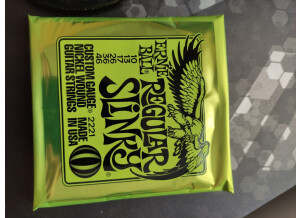 ERNIE BALL
REGULAR
SLINKY
10
13
17
26
36
46
CUSTOM GAUGE 2221
NICKEL WOUND MADE
GUITAR STRINGS IN USA